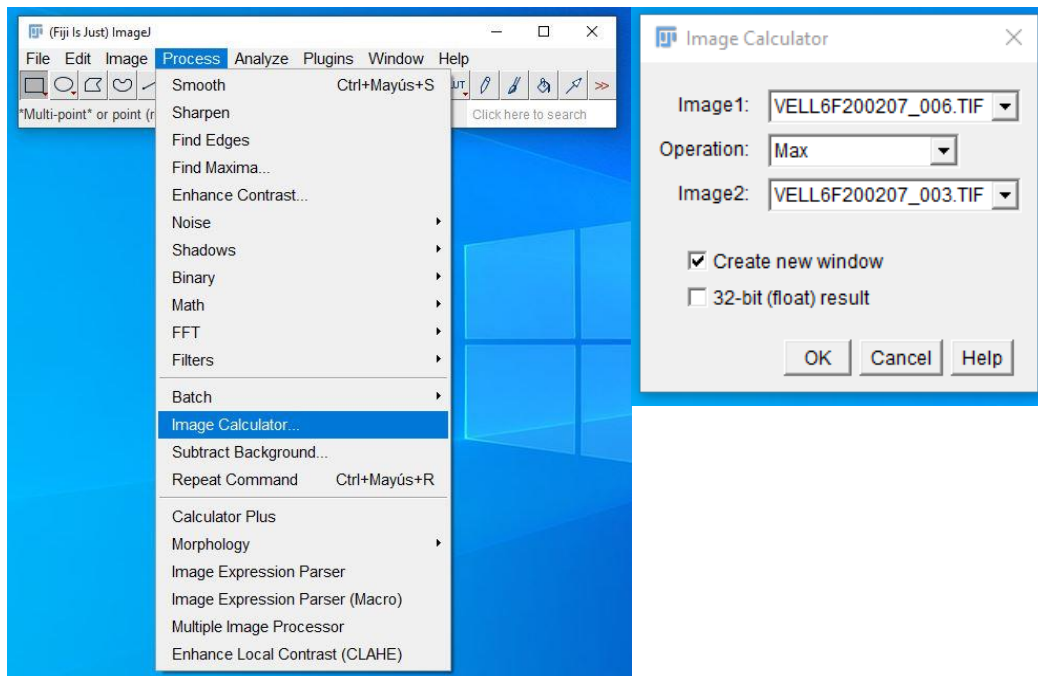 (Fiji Is Just) ImageJ
File Edit Image Process Analyze Plugins Window Help
*Multi-point* or point (r
Click here to search
Smooth Ctrl+Mayús+S
Sharpen
Find Edges
Find Maxima...
Enhance Contrast...
Noise
Shadows
Binary
Math
FFT
Filters
Batch
Image Calculator...
Subtract Background...
Repeat Command Ctrl+Mayús+R
Calculator Plus
Morphology
Image Expression Parser
Image Expression Parser (Macro)
Multiple Image Processor
Enhance Local Contrast (CLAHE)
Image Calculator
Image1: VELL6F200207_006.TIF
Operation: Max
Image2: VELL6F200207_003.TIF
Create new window
32-bit (float) result
OK Cancel Help